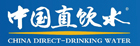 中国直饮水
CHINA DIRECT-DRINKING WATER